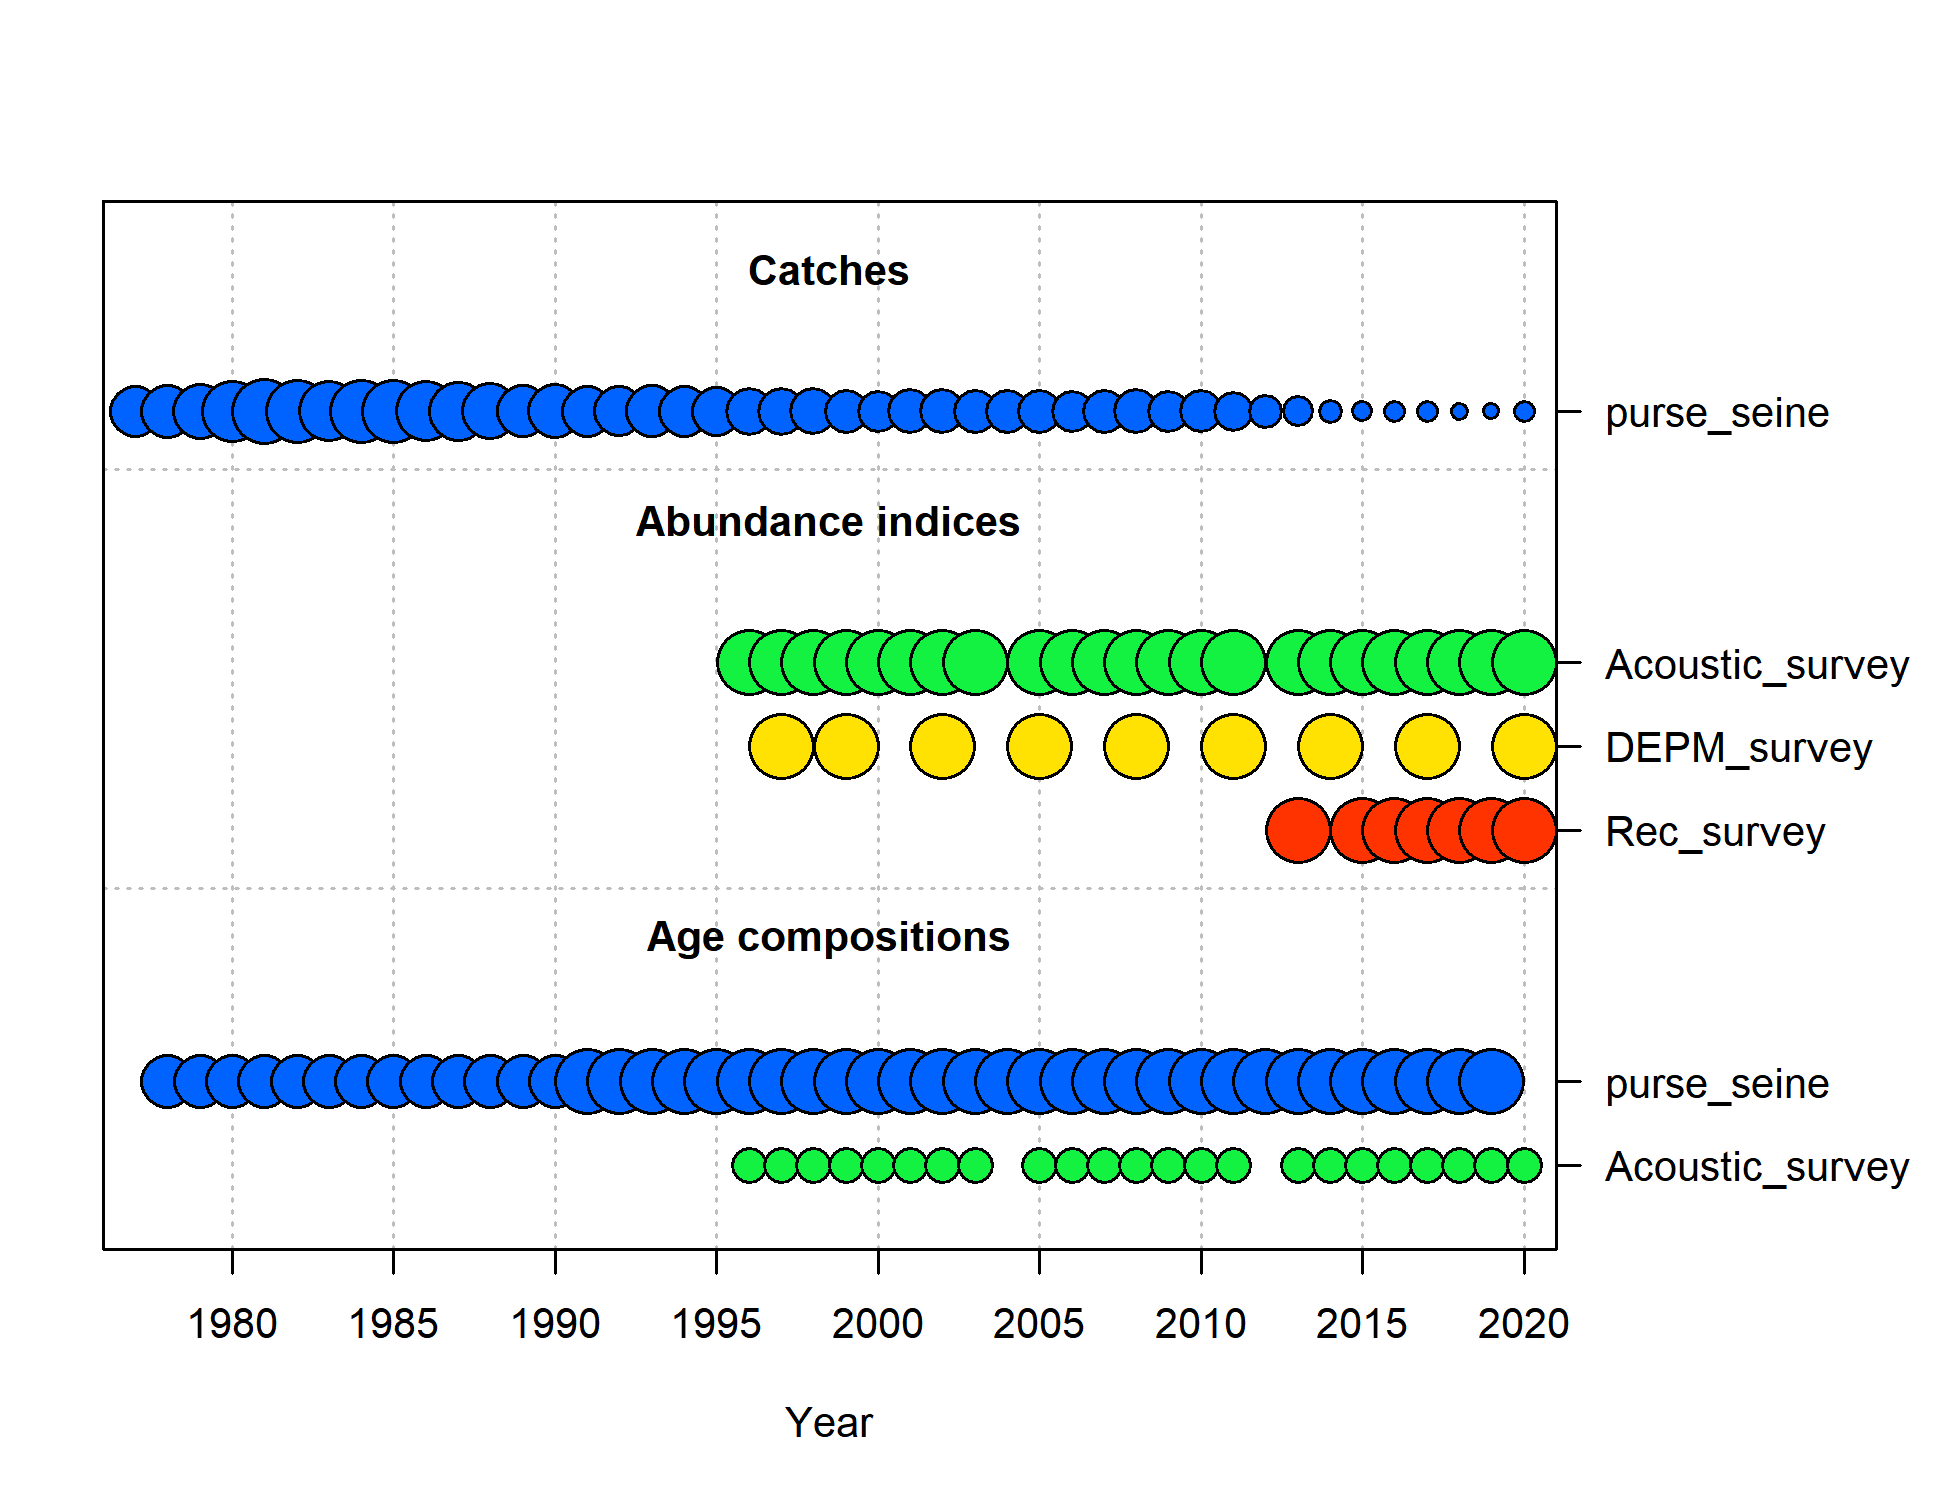 Catches
purse_seine
Abundance indices
Acoustic_survey
DEPM_survey
Rec_survey
Age compositions
purse_seine
Acoustic_survey
1980 1985 1990 1995 2000 2005 2010 2015 2020
Year